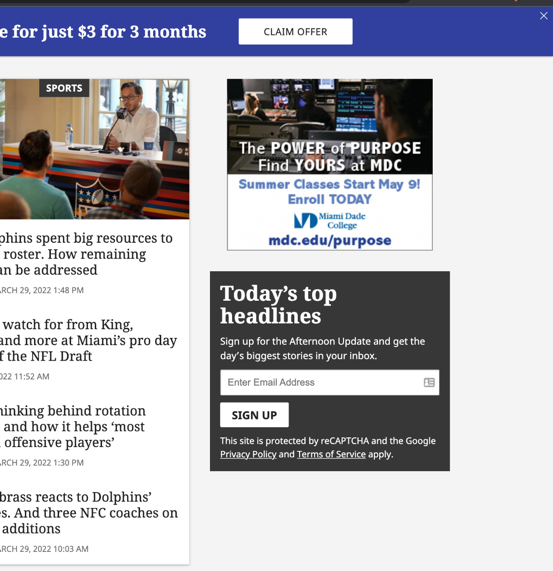 e for just $3 for 3 months
CLAIM OFFER
SPORTS
phins spent big resources to
roster. How remaining
an be addressed
ARCH 29, 2022 1:48 PM
watch for from King,
and more at Miami's pro day
f the NFL Draft
022 11:52 AM
hinking behind rotation
and how it helps ‘most
offensive players’
ARCH 29, 2022 1:30 PM
brass reacts to Dolphins’
es. And three NFC coaches on
additions
ARCH 29, 2022 10:03 AM
The POWER of PURPOSE
Find YOURS at MDC
Summer Classes Start May 9!
Enroll TODAY
Miami Dade
College
mdc.edu/purpose
Today’s top
headlines
Sign up for the Afternoon Update and get the
day’s biggest stories in your inbox.
Enter Email Address
SIGN UP
This site is protected by reCAPTCHA and the Google
Privacy Policy and Terms of Service apply.